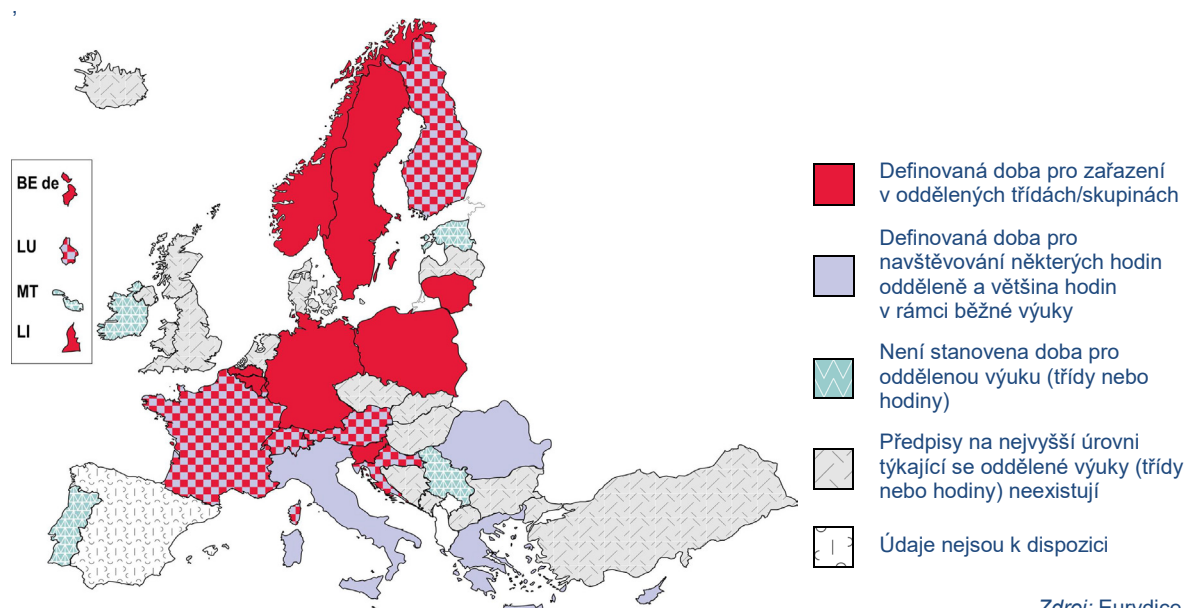 ,
BE de
LU
MT
LI
Definovaná doba pro zařazení
v oddělených třídách/skupinách
Definovaná doba pro
navštěvování některých hodin
odděleně a většina hodin
v rámci běžné výuky
Není stanovena doba pro
oddělenou výuku (třídy nebo
hodiny)
Předpisy na nejvyšší úrovni
týkající se oddělené výuky (třídy
nebo hodiny) neexistují
Údaje nejsou k dispozici
Zdroj: Eurydice